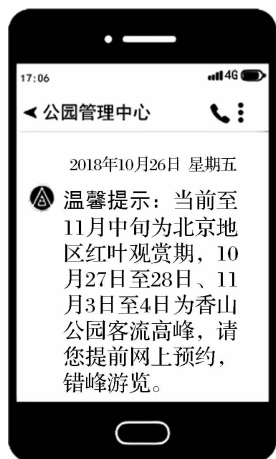 17:06 4G
公园管理中心
2018年10月26日 星期五
温馨提示：当前至
11月中旬为北京地
区红叶观赏期，10
月27日至28日、11
月3日至4日为香山
公园客流高峰，请
您提前网上预约，
错峰游览。